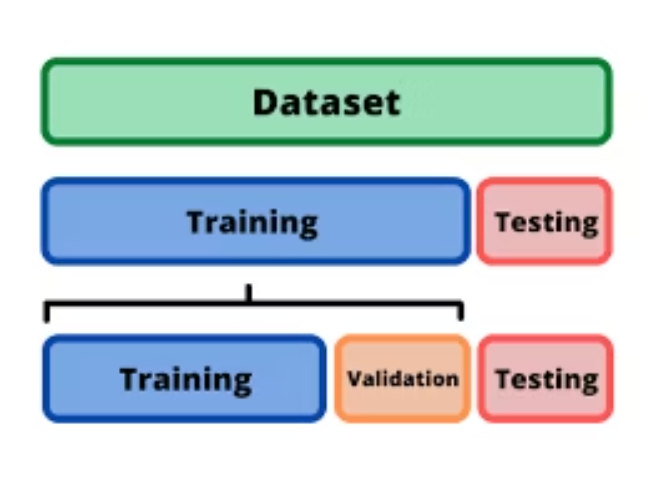 Dataset
Training Testing
Training Validation Testing